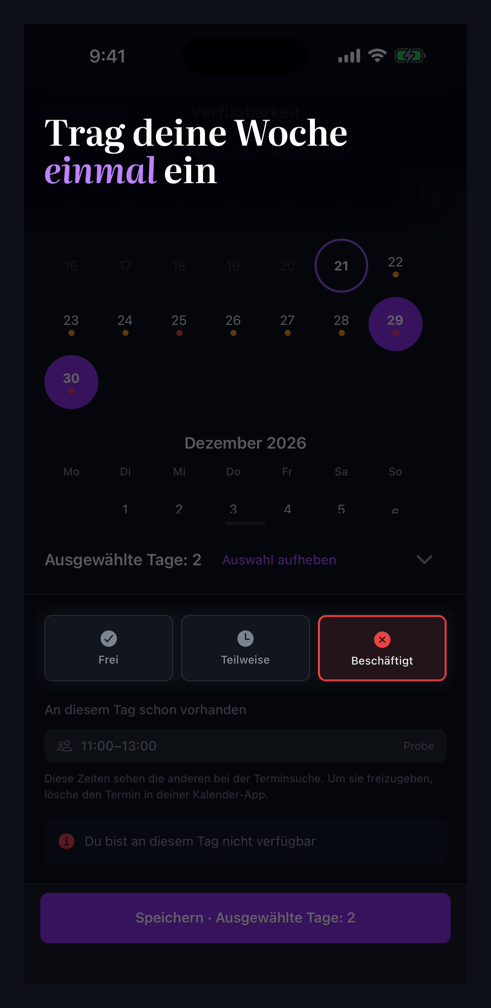 9:41
Verfügbarkeit
Trag deine Woche
einmal ein
16 17 18 19 20 21 22
23 24 25 26 27 28 29
30
Dezember 2026
Mo Di Mi Do Fr Sa So
1 2 3 4 5 6
Ausgewählte Tage: 2 Auswahl aufheben
Frei Teilweise Beschäftigt
An diesem Tag schon vorhanden
11:00–13:00 Probe
Diese Zeiten sehen die anderen bei der Terminsuche. Um sie freizugeben,
lösche den Termin in deiner Kalender-App.
Du bist an diesem Tag nicht verfügbar
Speichern · Ausgewählte Tage: 2